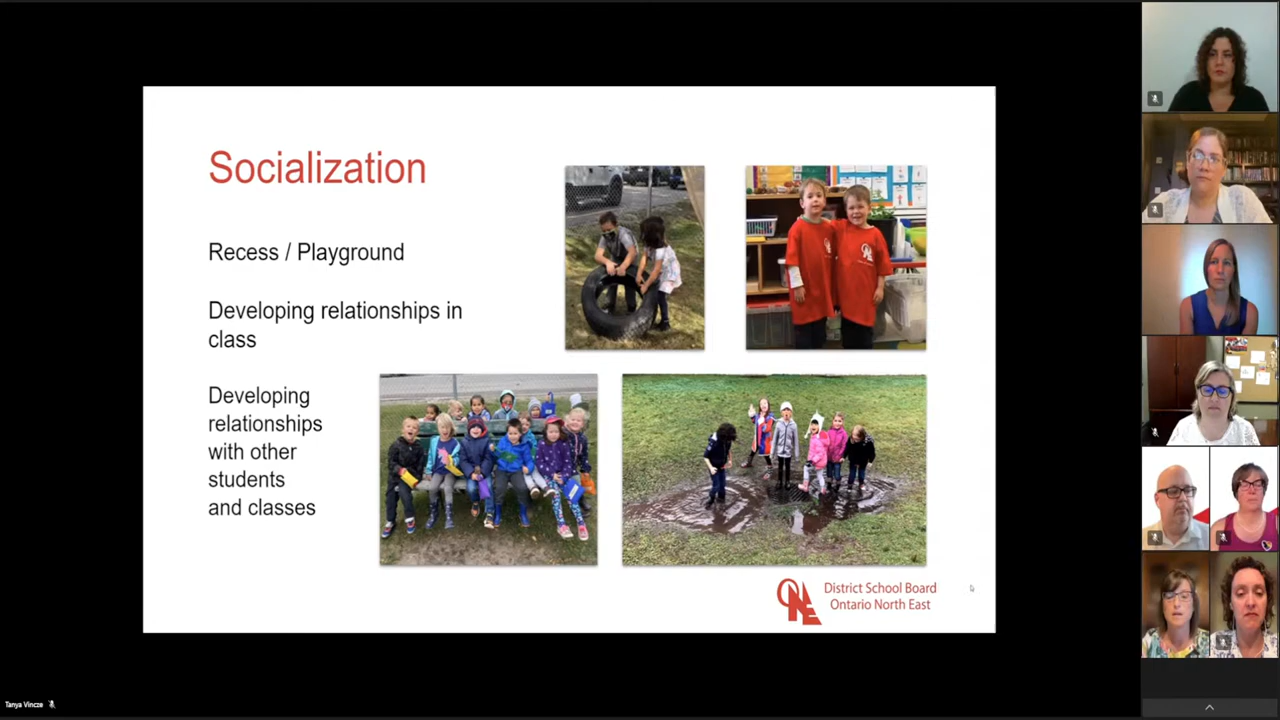 Socialization
Recess / Playground
Developing relationships in
class
Developing
relationships
with other
students
and classes
ONE
District School Board
Ontario North East
Tanya Vincze